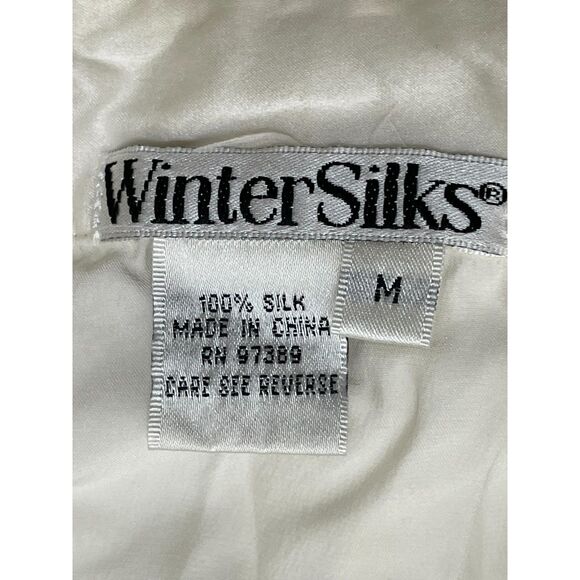 WinterSilks®
M
100% SILK
MADE IN CHINA
RN 97389
CARE SEE REVERSE